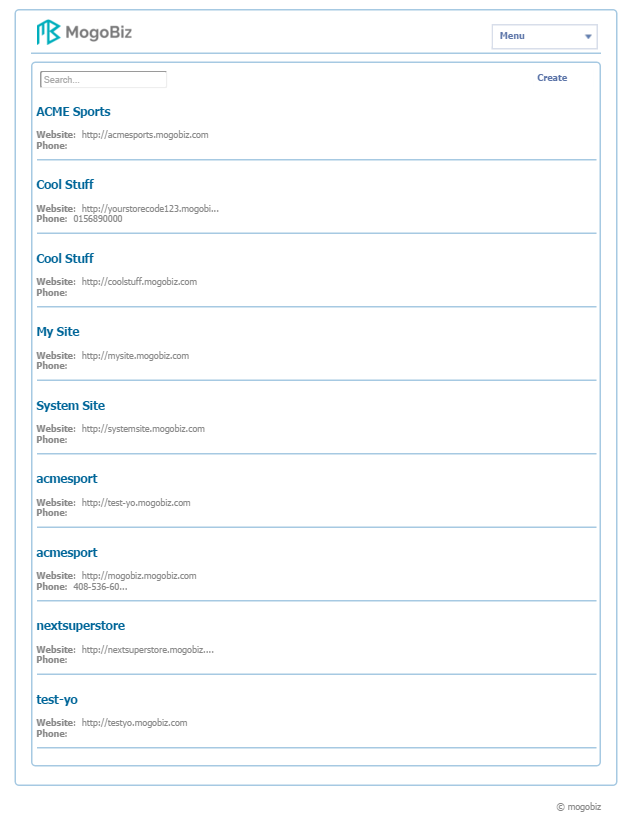 MogoBiz
Menu
Search...
Create
ACME Sports
Website: http://acmesports.mogobiz.com
Phone:
Cool Stuff
Website: http://yourstorecode123.mogobi...
Phone: 0156890000
Cool Stuff
Website: http://coolstuff.mogobiz.com
Phone:
My Site
Website: http://mysite.mogobiz.com
Phone:
System Site
Website: http://systemsite.mogobiz.com
Phone:
acmesport
Website: http://test-yo.mogobiz.com
Phone:
acmesport
Website: http://mogobiz.mogobiz.com
Phone: 408-536-60...
nextsuperstore
Website: http://nextsuperstore.mogobiz....
Phone:
test-yo
Website: http://testyo.mogobiz.com
Phone:
© mogobiz